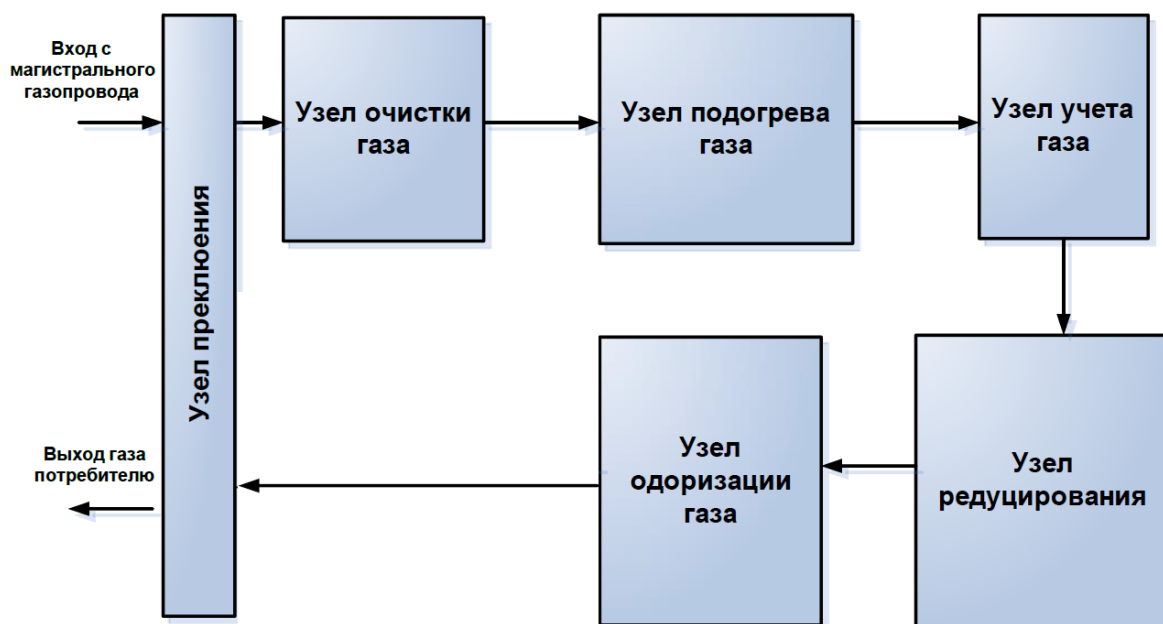 Вход с
магистрального
газопровода
Узел преклюения
Узел очистки
газа
Узел подогрева
газа
Узел учета
газа
Выход газа
потребителю
Узел
одоризации
газа
Узел
редуцирования